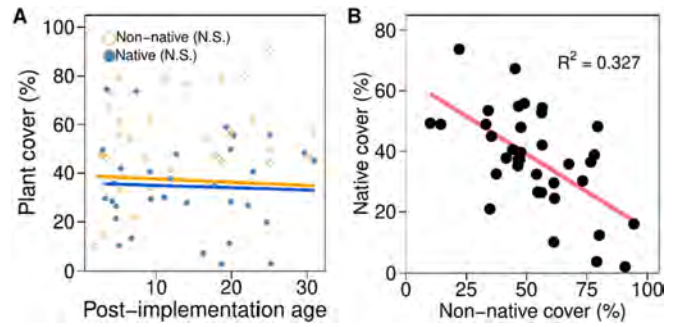 A
Plant cover (%)
100
80
60
40
20
0
Non-native (N.S.)
Native (N.S.)
10
20
30
Post-implementation age
B
Native cover (%)
80
60
40
20
0
R² = 0.327
0
25
50
75
100
Non-native cover (%)